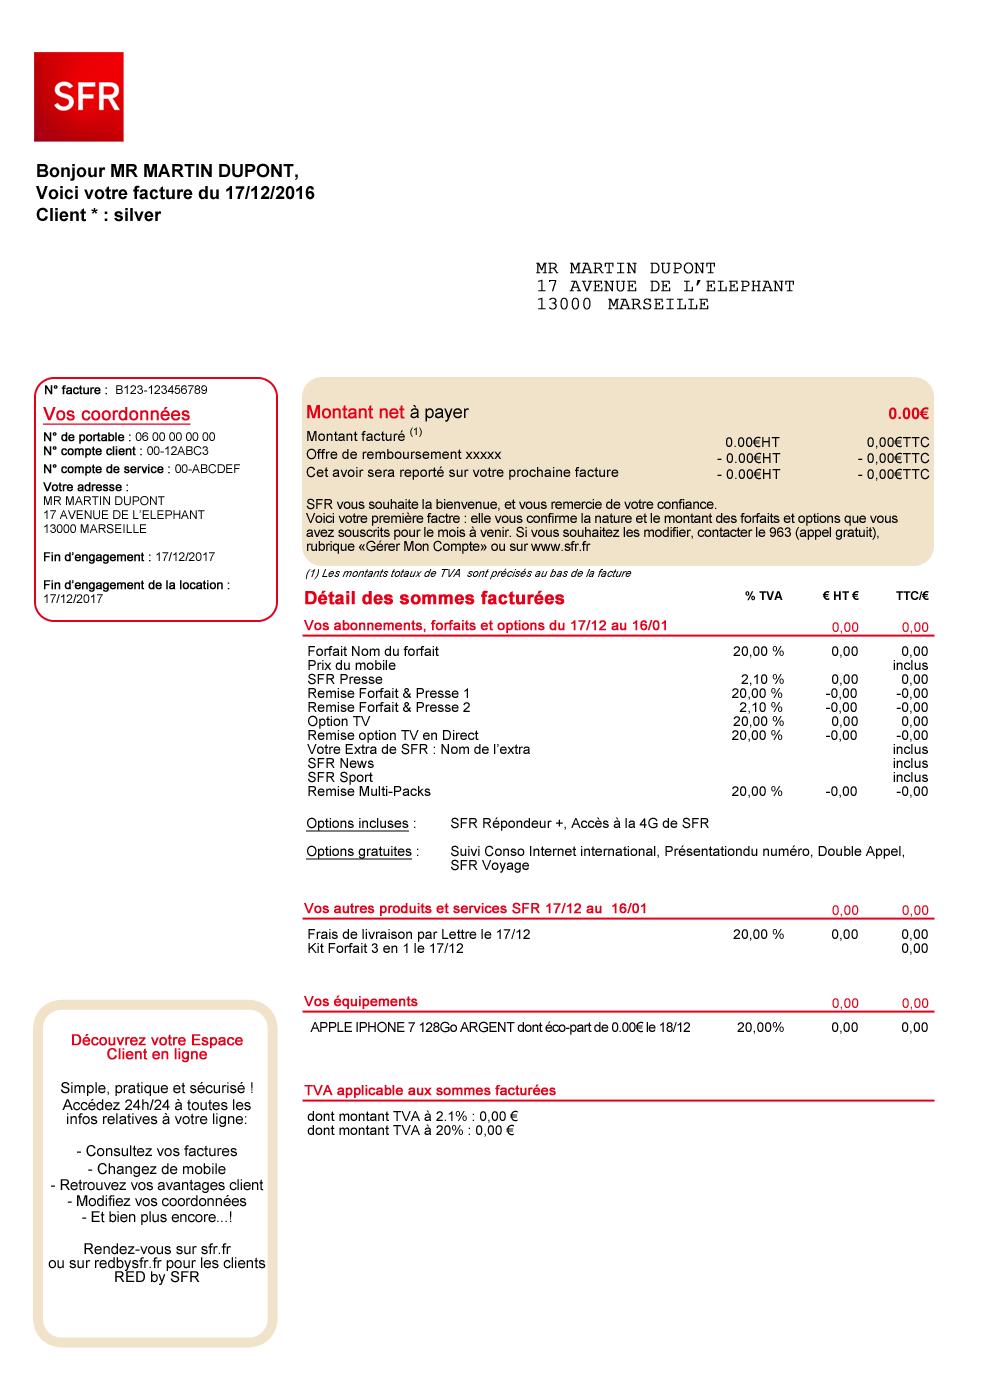 SFR
Bonjour MR MARTIN DUPONT,
Voici votre facture du 17/12/2016
Client * : silver
MR MARTIN DUPONT
17 AVENUE DE L’ELEPHANT
13000 MARSEILLE
N° facture : B123-123456789
Vos coordonnées
N° de portable : 06 00 00 00 00
N° compte client : 00-12ABC3
N° compte de service : 00-ABCDEF
Votre adresse :
MR MARTIN DUPONT
17 AVENUE DE L’ELEPHANT
13000 MARSEILLE
Fin d’engagement : 17/12/2017
Fin d’engagement de la location :
17/12/2017
Montant net à payer 0.00€
Montant facturé (1) 0.00€HT 0,00€TTC
Offre de remboursement xxxxx - 0.00€HT - 0,00€TTC
Cet avoir sera reporté sur votre prochaine facture - 0.00€HT - 0,00€TTC
SFR vous souhaite la bienvenue, et vous remercie de votre confiance.
Voici votre première factre : elle vous confirme la nature et le montant des forfaits et options que vous
avez souscrits pour le mois à venir. Si vous souhaitez les modifier, contacter le 963 (appel gratuit),
rubrique «Gérer Mon Compte» ou sur www.sfr.fr
(1) Les montants totaux de TVA sont précisés au bas de la facture
Détail des sommes facturées % TVA € HT € TTC/€
Vos abonnements, forfaits et options du 17/12 au 16/01 0,00 0,00
Forfait Nom du forfait 20,00 % 0,00 0,00
Prix du mobile inclus
SFR Presse 2,10 % 0,00 0,00
Remise Forfait & Presse 1 20,00 % -0,00 -0,00
Remise Forfait & Presse 2 2,10 % -0,00 -0,00
Option TV 20,00 % 0,00 0,00
Remise option TV en Direct 20,00 % -0,00 -0,00
Votre Extra de SFR : Nom de l’extra inclus
SFR News inclus
SFR Sport inclus
Remise Multi-Packs 20,00 % -0,00 -0,00
Options incluses : SFR Répondeur +, Accès à la 4G de SFR
Options gratuites : Suivi Conso Internet international, Présentationdu numéro, Double Appel,
SFR Voyage
Vos autres produits et services SFR 17/12 au 16/01 0,00 0,00
Frais de livraison par Lettre le 17/12 20,00 % 0,00 0,00
Kit Forfait 3 en 1 le 17/12 0,00
Vos équipements 0,00 0,00
APPLE IPHONE 7 128Go ARGENT dont éco-part de 0.00€ le 18/12 20,00% 0,00 0,00
TVA applicable aux sommes facturées
dont montant TVA à 2.1% : 0,00 €
dont montant TVA à 20% : 0,00 €
Découvrez votre Espace
Client en ligne
Simple, pratique et sécurisé !
Accédez 24h/24 à toutes les
infos relatives à votre ligne:
- Consultez vos factures
- Changez de mobile
- Retrouvez vos avantages client
- Modifiez vos coordonnées
- Et bien plus encore...!
Rendez-vous sur sfr.fr
ou sur redbysfr.fr pour les clients
RED by SFR